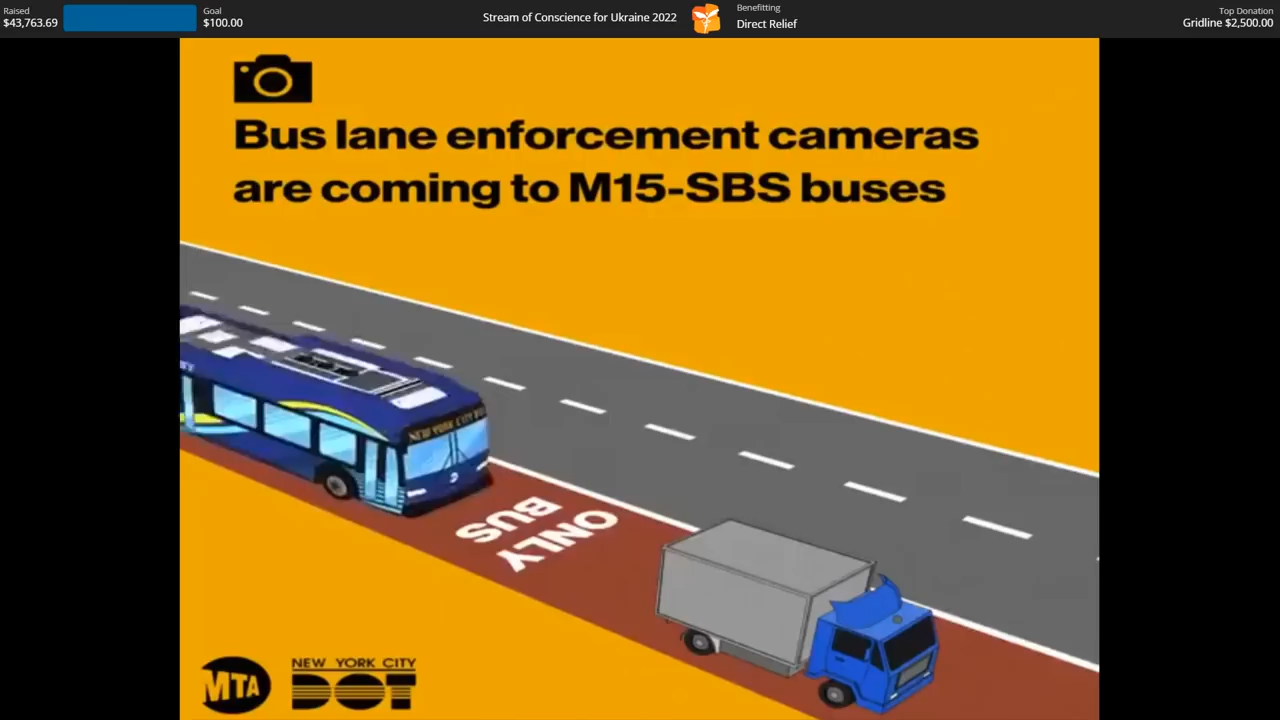 Raised
$43,763.69
Goal
$100.00
Stream of Conscience for Ukraine 2022
Benefitting
Direct Relief
Top Donation
Gridline $2,500.00
Bus lane enforcement cameras
are coming to M15-SBS buses
NEW YORK CITY
ONLY
BUS
MTA
NEW YORK CITY
DOT